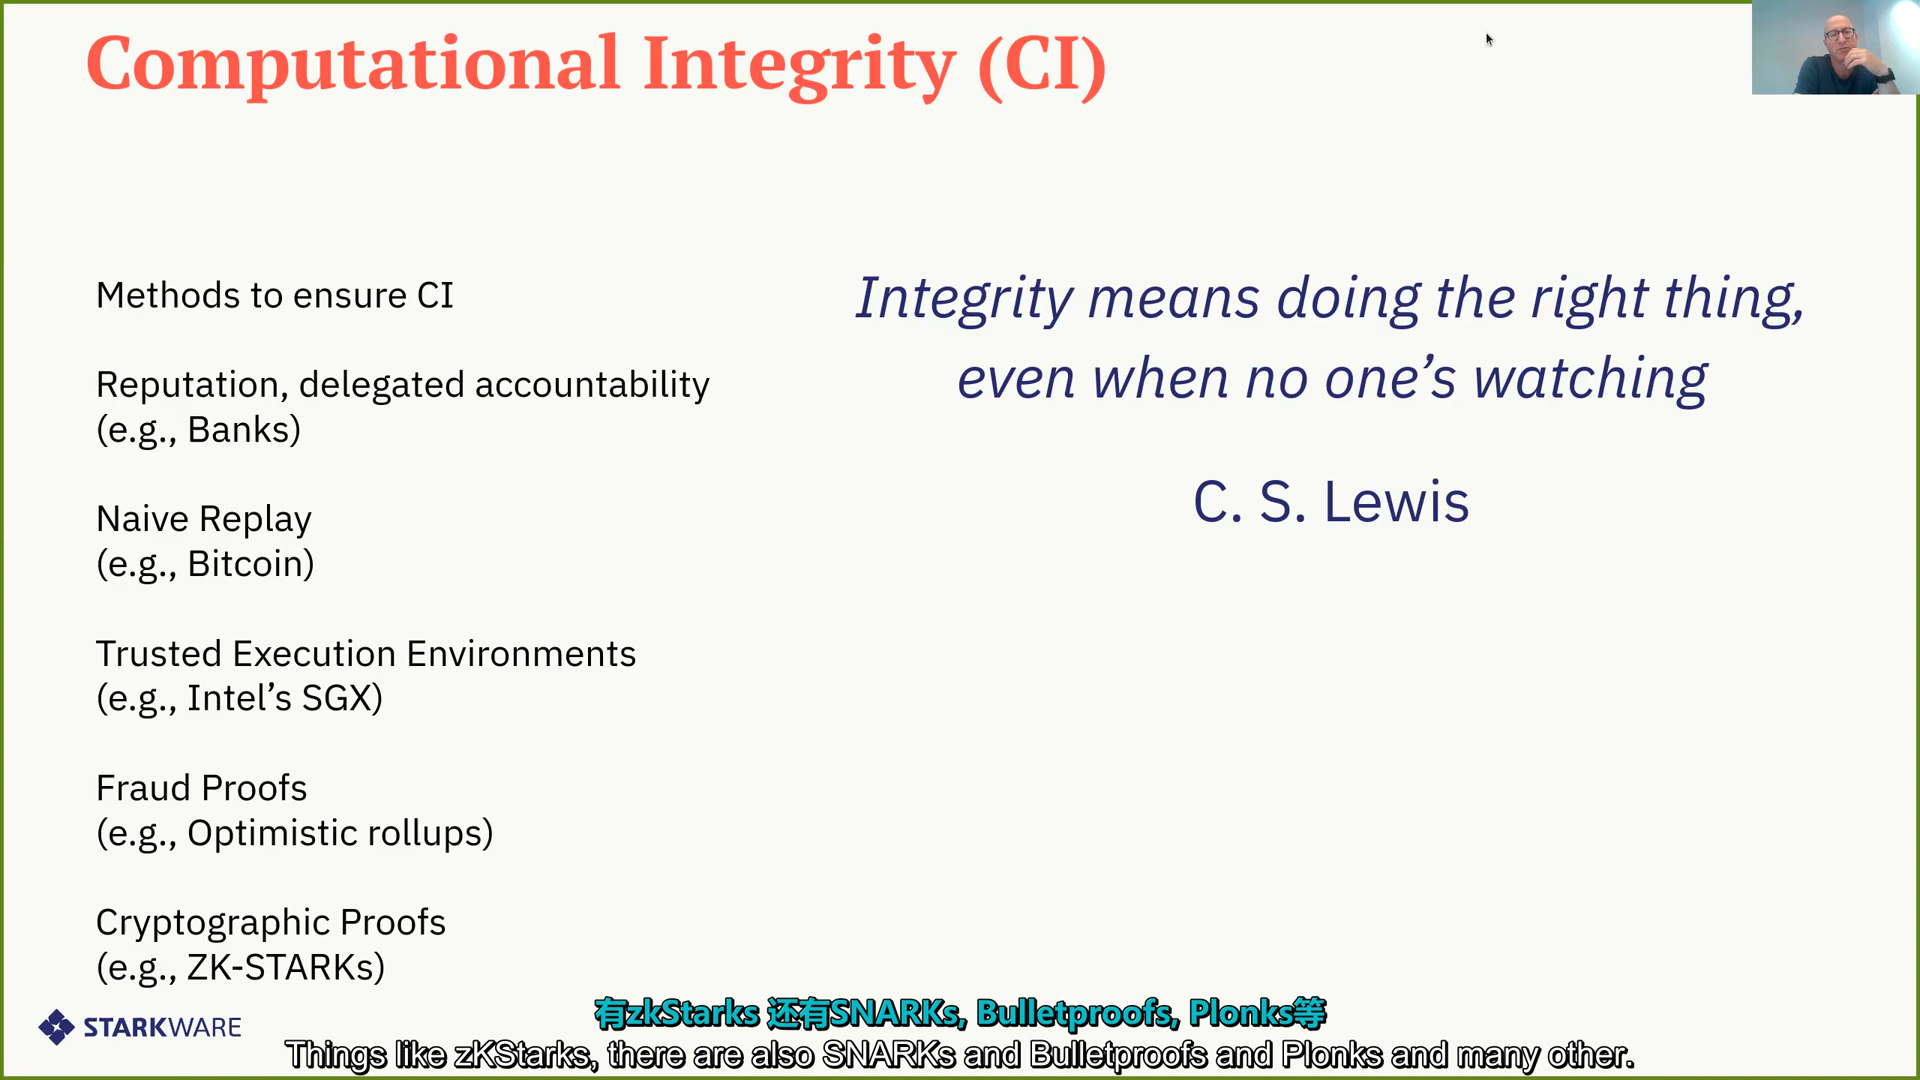 Computational Integrity (CI)
Methods to ensure CI
Reputation, delegated accountability
(e.g., Banks)
Naive Replay
(e.g., Bitcoin)
Trusted Execution Environments
(e.g., Intel’s SGX)
Fraud Proofs
(e.g., Optimistic rollups)
Cryptographic Proofs
(e.g., ZK-STARKs)
Integrity means doing the right thing,
even when no one’s watching
C. S. Lewis
STARKWARE
有zkStarks 还有SNARKs, Bulletproofs, Plonks等
Things like zKStarks, there are also SNARKs and Bulletproofs and Plonks and many other.